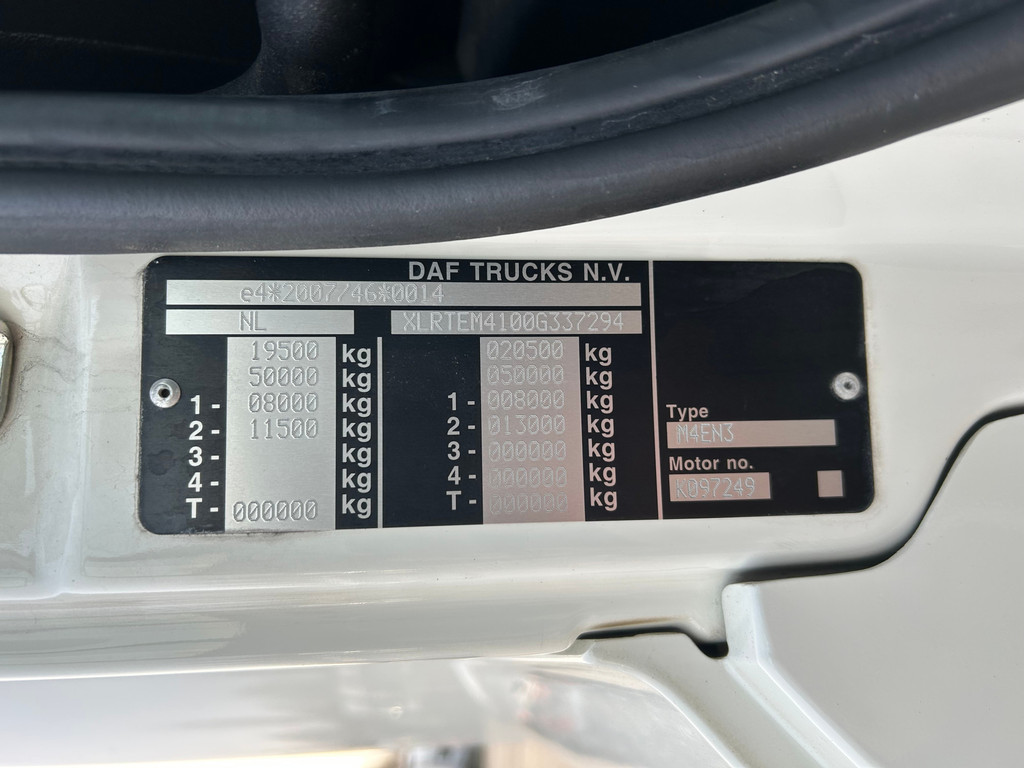 DAF TRUCKS N.V.
e4*2007/46*0014
NL XLRTEM4100G337294
19500 kg 020500 kg
50000 kg 050000 kg
1- 08000 kg 1- 008000 kg
2- 11500 kg 2- 013000 kg
3- kg 3- 000000 kg
4- kg 4- 000000 kg
T- 000000 kg T- 000000 kg
Type
M4EN3
Motor no.
K097249